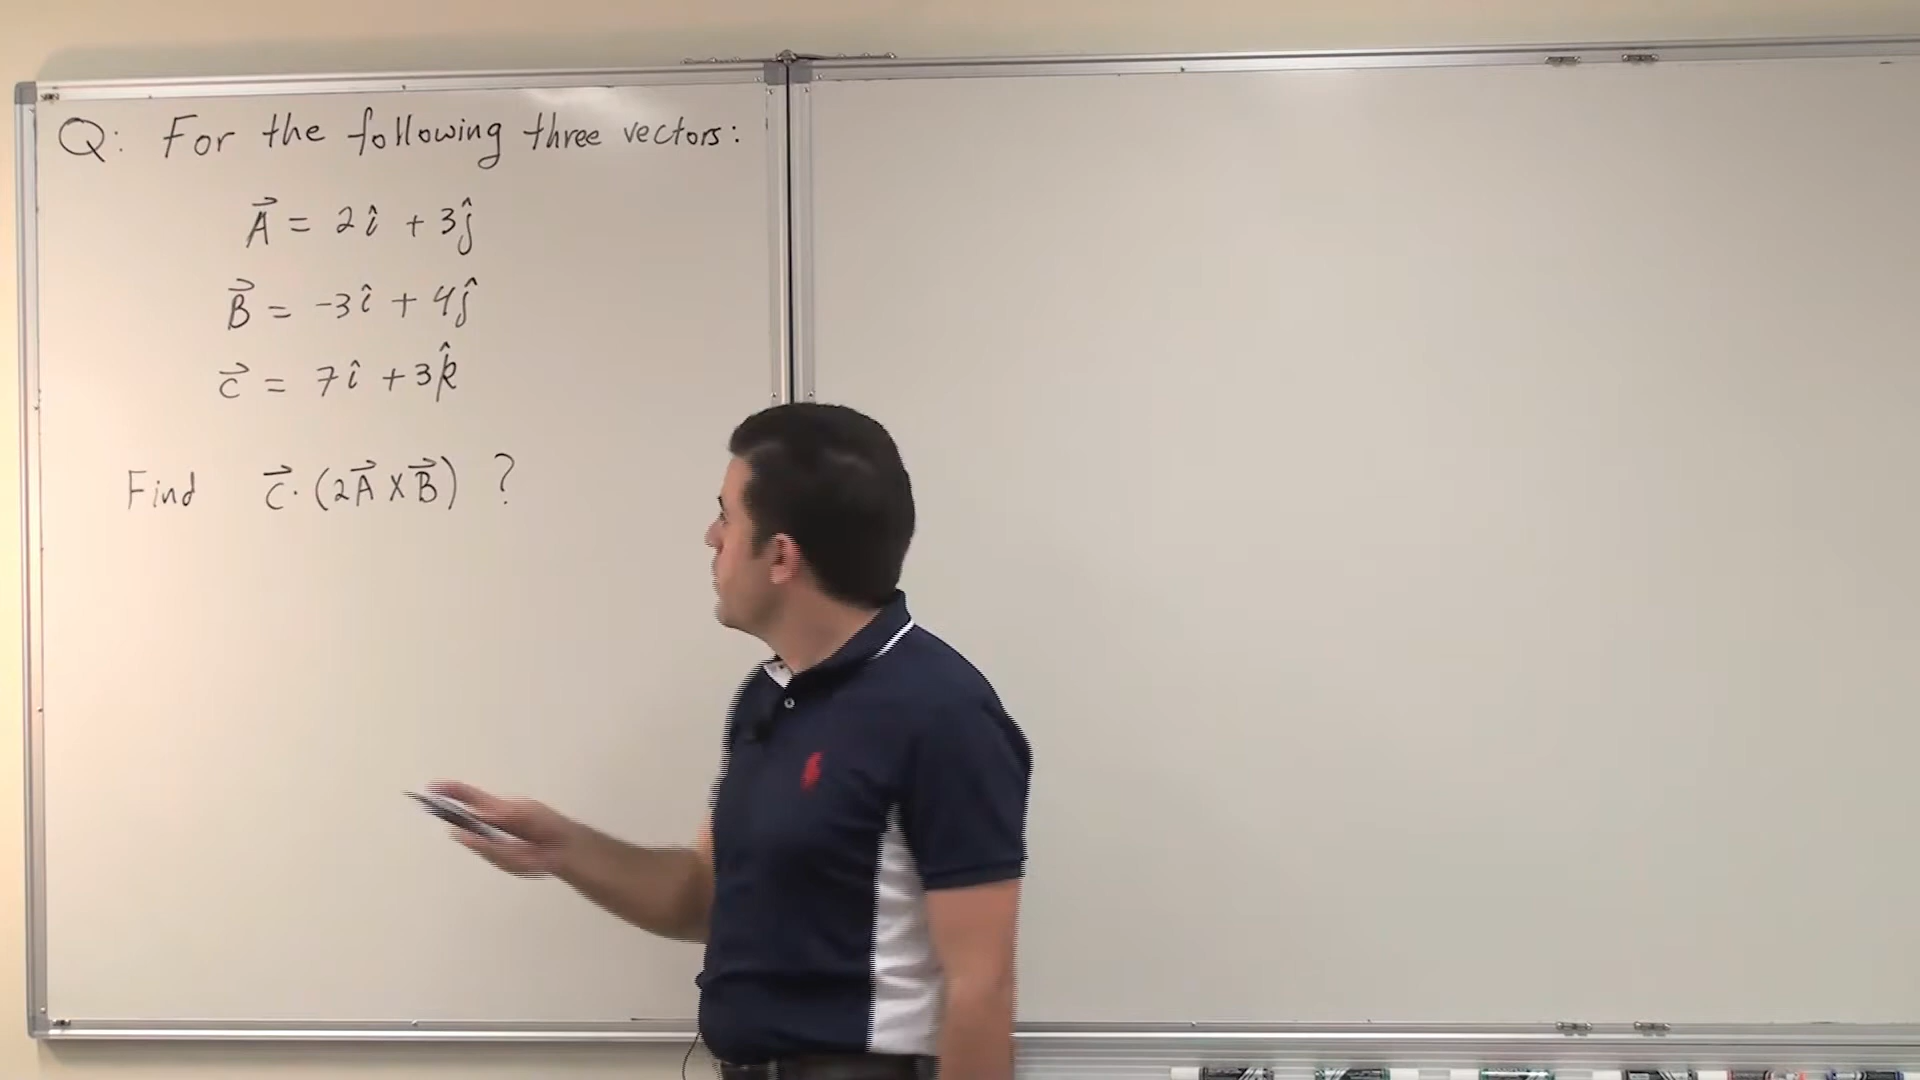 Q: For the following three vectors:
A⃗ = 2î + 3ĵ
B⃗ = -3î + 4ĵ
C⃗ = 7î + 3k̂
Find C⃗ · (2A⃗ × B⃗) ?